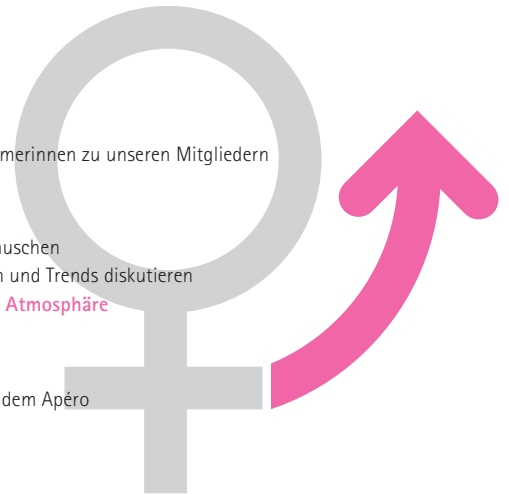 merinnen zu unseren Mitgliedern
uschen
und Trends diskutieren
Atmosphäre
dem Apéro